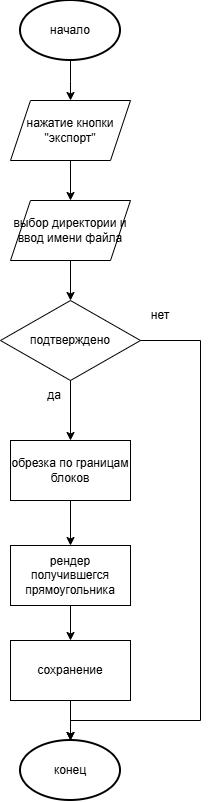 начало
нажатие кнопки
"экспорт"
выбор директории и
ввод имени файла
нет
подтверждено
да
обрезка по границам
блоков
рендер
получившегося
прямоугольника
сохранение
конец